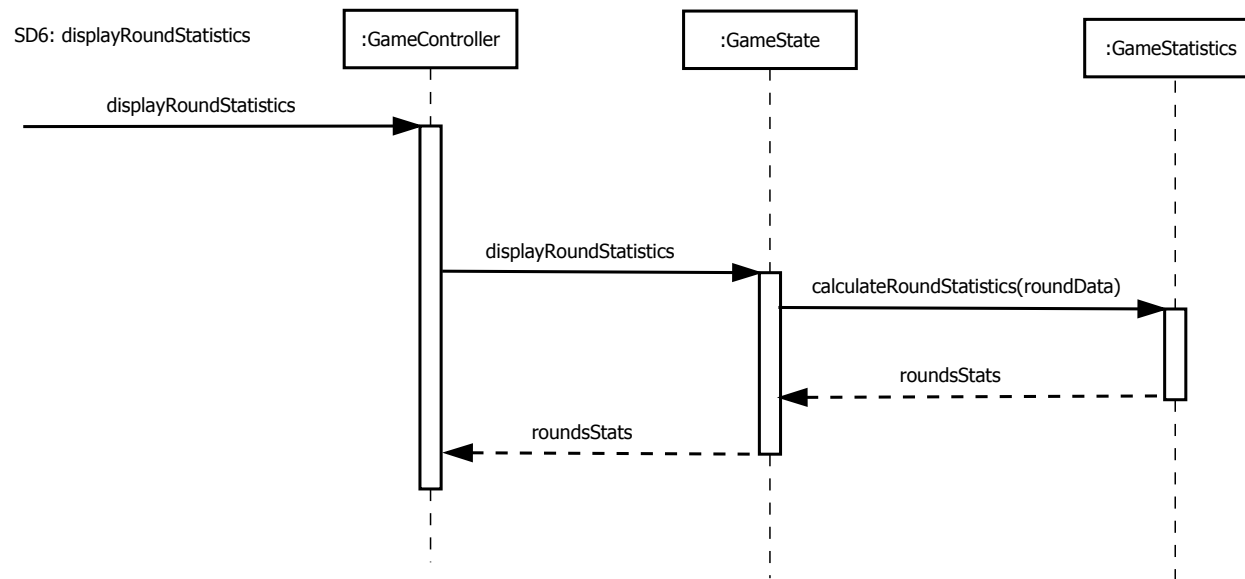 SD6: displayRoundStatistics
:GameController
:GameState
:GameStatistics
displayRoundStatistics
displayRoundStatistics
calculateRoundStatistics(roundData)
roundsStats
roundsStats